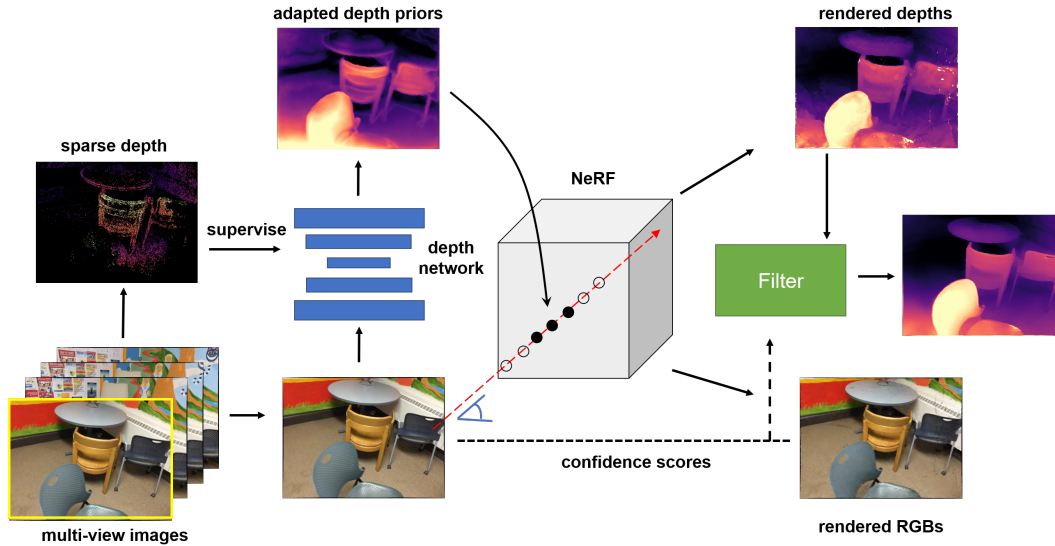 adapted depth priors
rendered depths
sparse depth
NeRF
supervise
depth
network
Filter
confidence scores
multi-view images
rendered RGBs